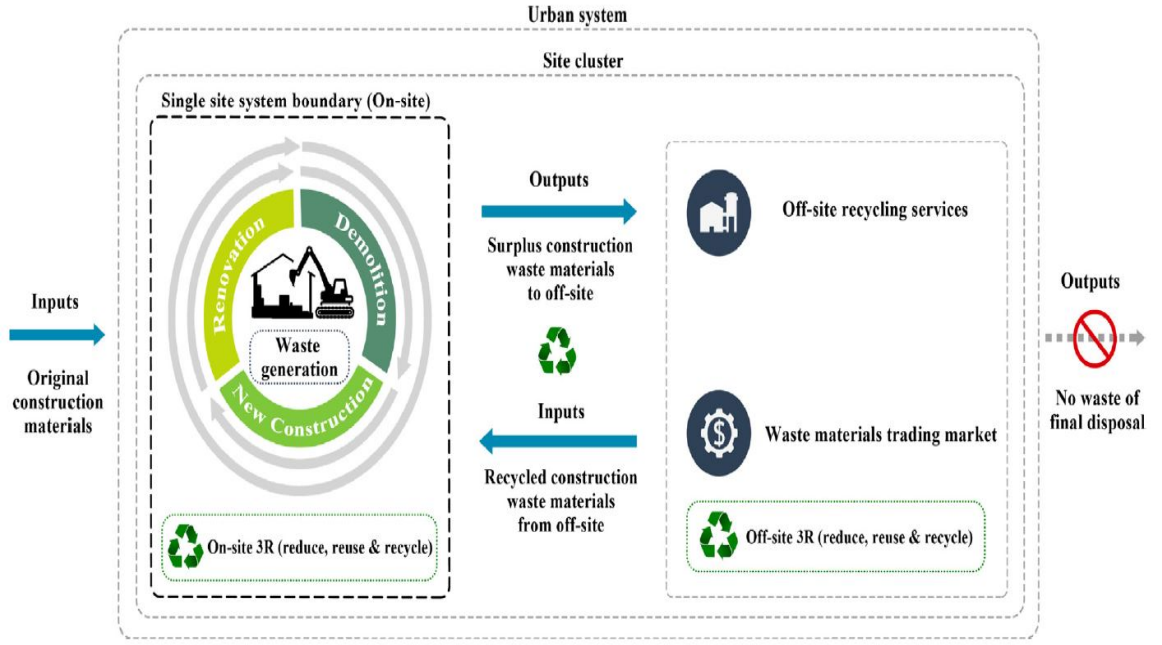 Urban system
Site cluster
Single site system boundary (On-site)
Renovation
Demolition
New Construction
Waste
generation
On-site 3R (reduce, reuse & recycle)
Inputs
Original
construction
materials
Outputs
Surplus construction
waste materials
to off-site
Inputs
Recycled construction
waste materials
from off-site
Off-site recycling services
$
Waste materials trading market
Off-site 3R (reduce, reuse & recycle)
Outputs
No waste of
final disposal